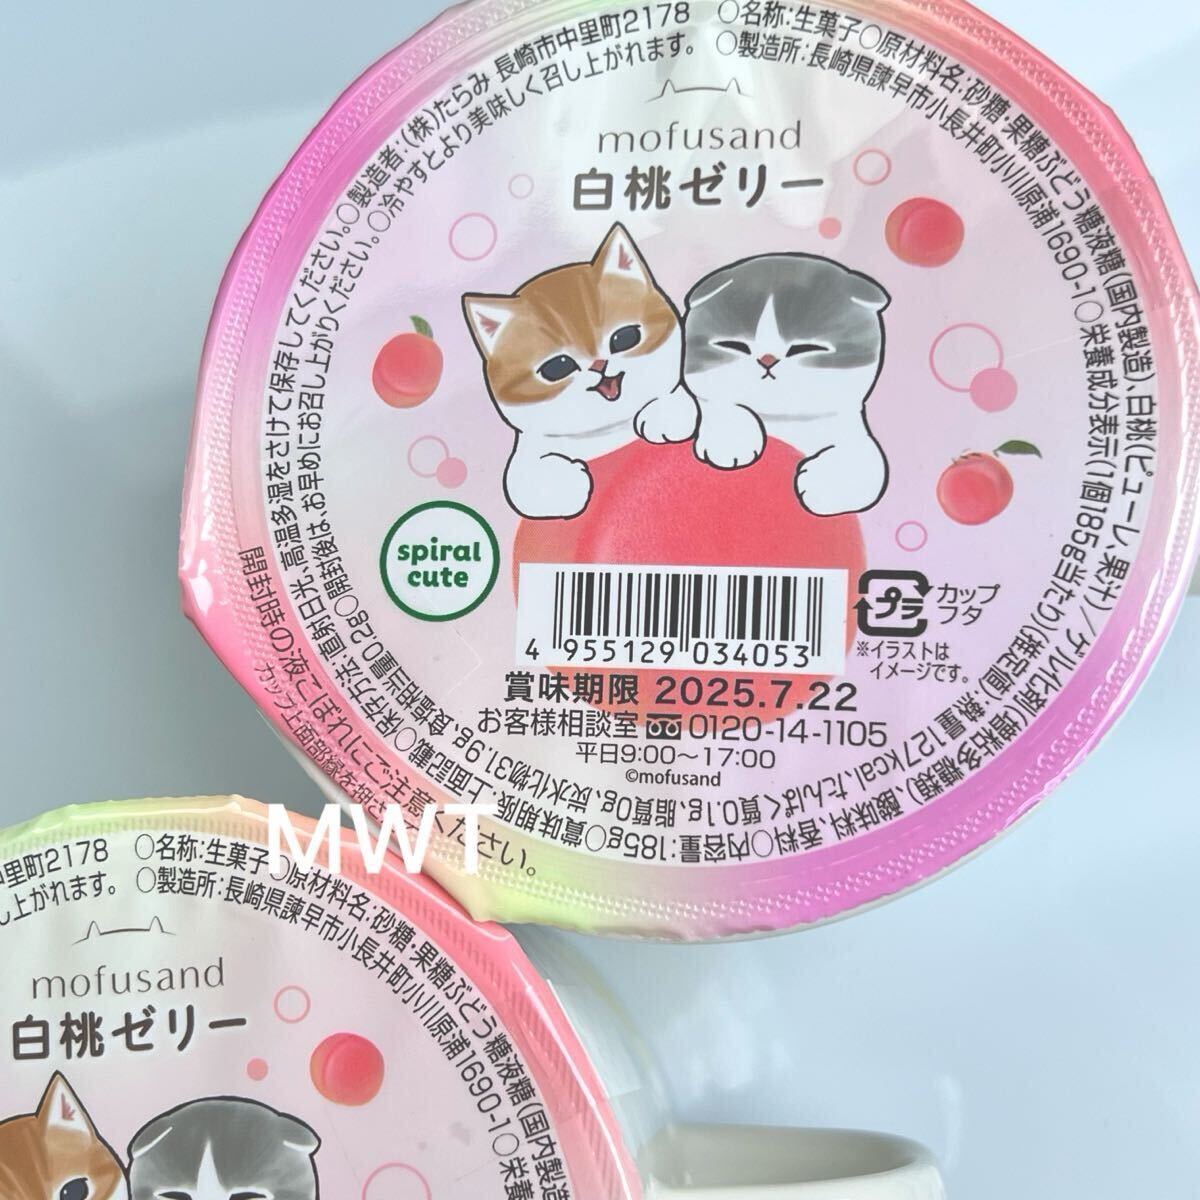 ○名称:生菓子○原材料名:砂糖・果糖ぶどう糖液糖(国内製造)、白桃(ピューレ、果汁)/ゲル化剤(増粘多糖類)、酸味料、香料○内容量:185g○賞味期限:上面記載○保存方法:直射日光、高温多湿をさけて保存してください。○製造者:(株)たらみ 長崎市中里町2178
○製造所:長崎県諫早市小長井町小川原浦1690-1○栄養成分表示(1個185g当たり)(推定値):熱量127kcal、たんぱく質0.1g、脂質0g、炭水化物31.9g、食塩相当量0.28g○開封後は、お早めにお召し上がりください。○冷やすとより美味しく召し上がれます。
開封時の液こぼれにご注意ください。
カップ上面部縁を押さ
mofusand
白桃ゼリー
spiral
cute
4 955129 034053
プラ
カップ
フタ
※イラストは
イメージです。
賞味期限 2025.7.22
お客様相談室 0120-14-1105
平日9:00〜17:00
©mofusand
MWT
里町2178 ○名称:生菓子○原材料名:砂糖・果糖ぶどう糖液糖(国内製造
し上がれます。 ○製造所:長崎県諫早市小長井町小川原浦1690-1○栄
mofusand
白桃ゼリー